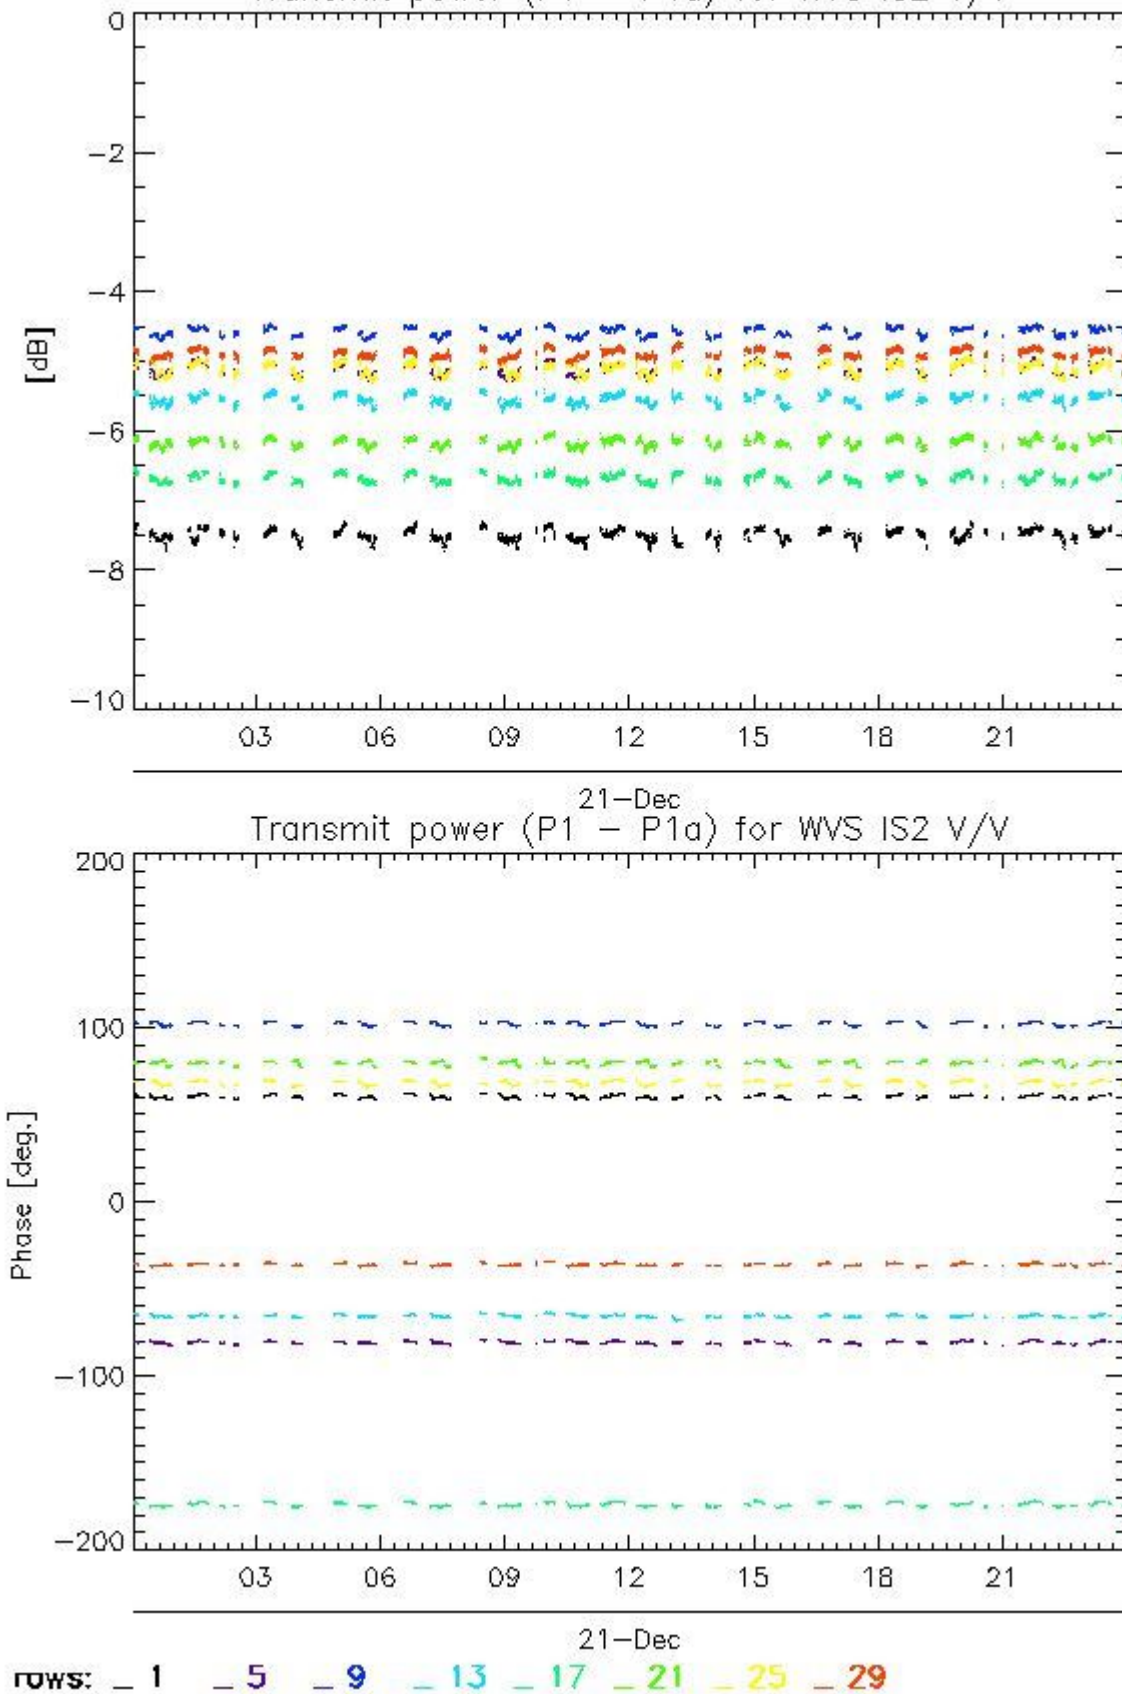 0
-2
-4
[dB]
-6
-8
-10
03 06 09 12 15 18 21
21-Dec
Transmit power (P1 - P1a) for WVS IS2 V/V
200
100
Phase [deg.]
0
-100
-200
03 06 09 12 15 18 21
21-Dec
rows: _ 1 _ 5 _ 9 _ 13 _ 17 _ 21 _ 25 _ 29